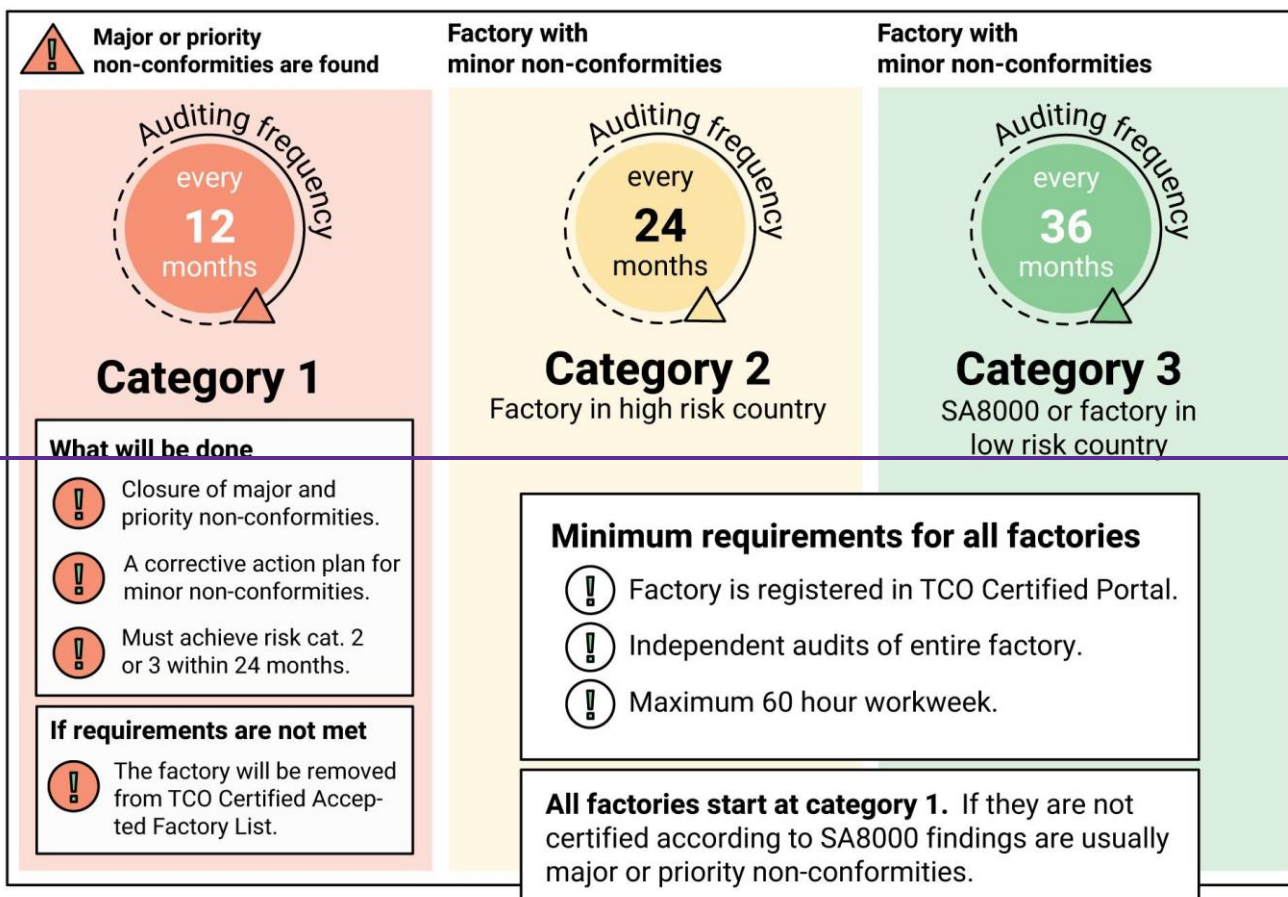 Major or priority
non-conformities are found
Auditing frequency
every
12
months
Category 1
What will be done
Closure of major and
priority non-conformities.
A corrective action plan for
minor non-conformities.
Must achieve risk cat. 2
or 3 within 24 months.
If requirements are not met
The factory will be removed
from TCO Certified Accep-
ted Factory List.
Factory with
minor non-conformities
Auditing frequency
every
24
months
Category 2
Factory in high risk country
Factory with
minor non-conformities
Auditing frequency
every
36
months
Category 3
SA8000 or factory in
low risk country
Minimum requirements for all factories
Factory is registered in TCO Certified Portal.
Independent audits of entire factory.
Maximum 60 hour workweek.
All factories start at category 1. If they are not
certified according to SA8000 findings are usually
major or priority non-conformities.